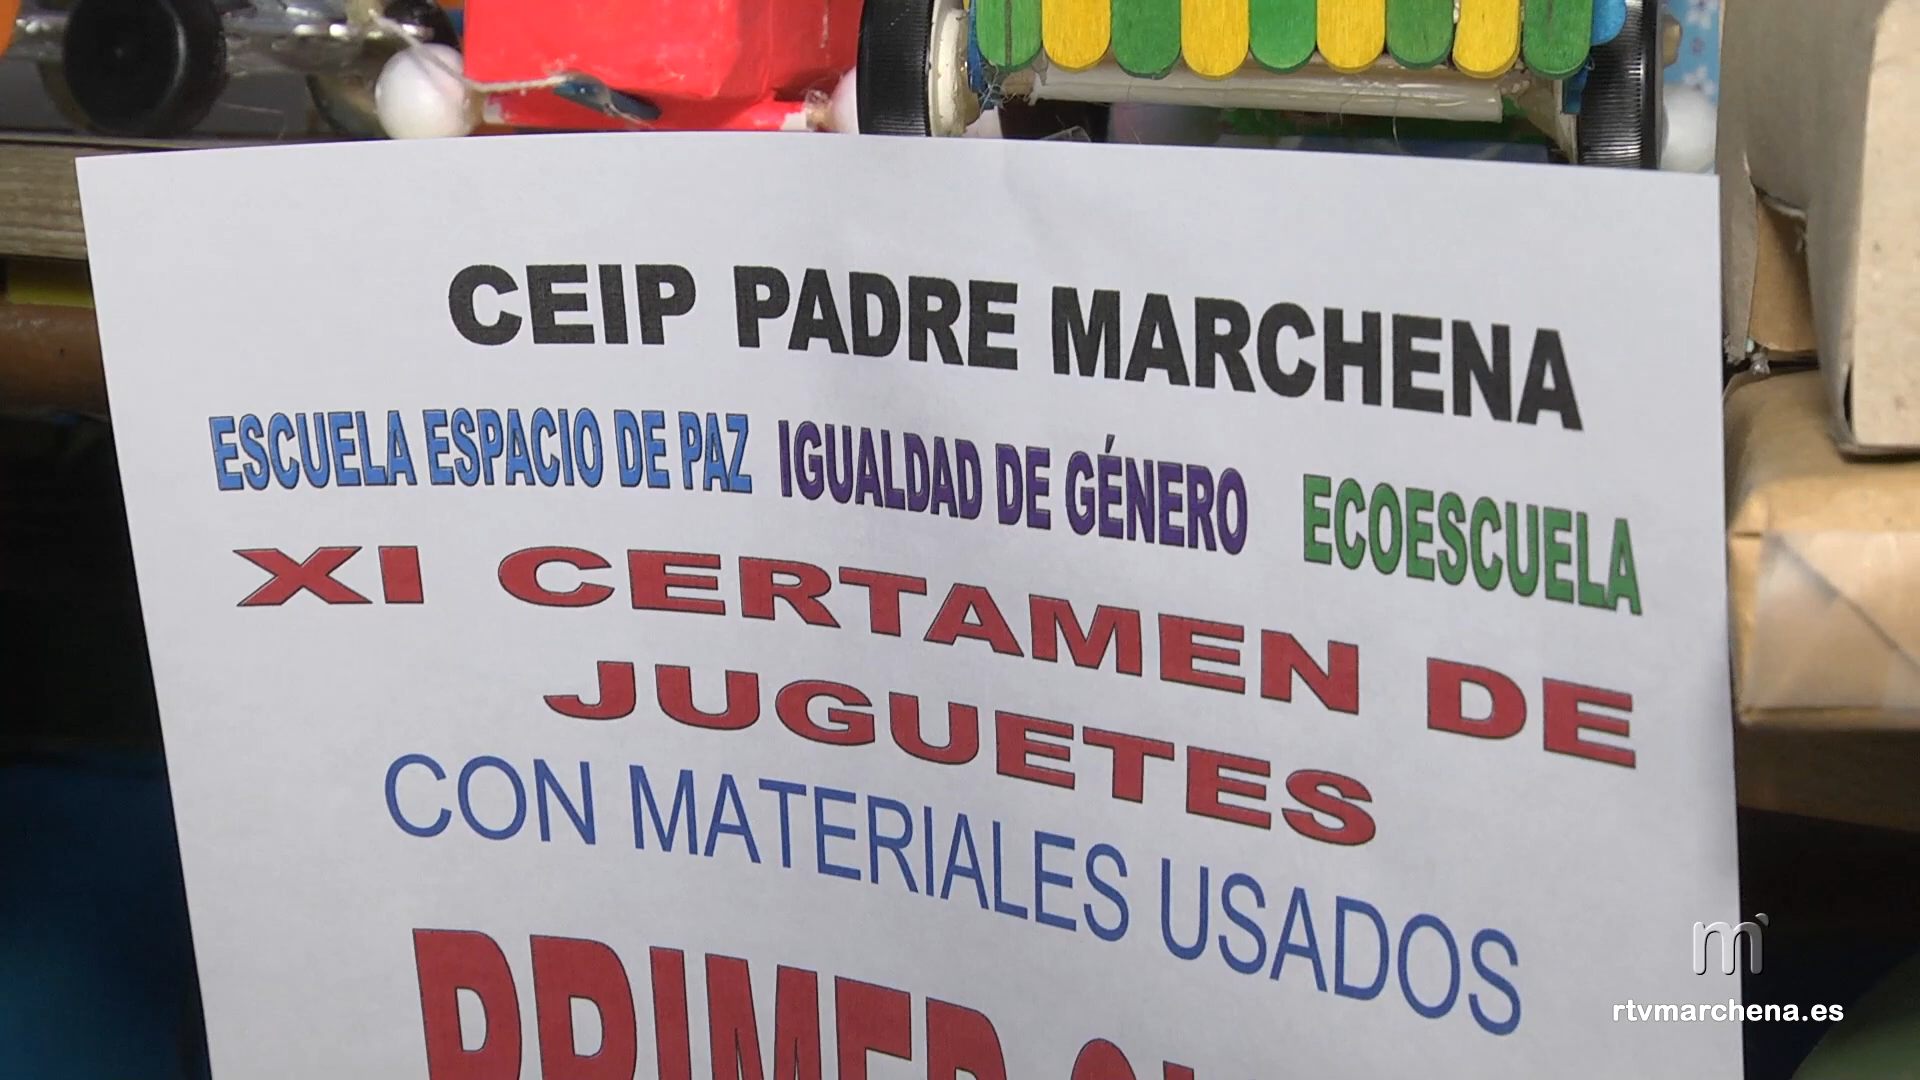 CEIP PADRE MARCHENA
ESCUELA ESPACIO DE PAZ IGUALDAD DE GÉNERO ECOESCUELA
XI CERTAMEN DE
JUGUETES
CON MATERIALES USADOS
PRIMER
m
rtvmarchena.es